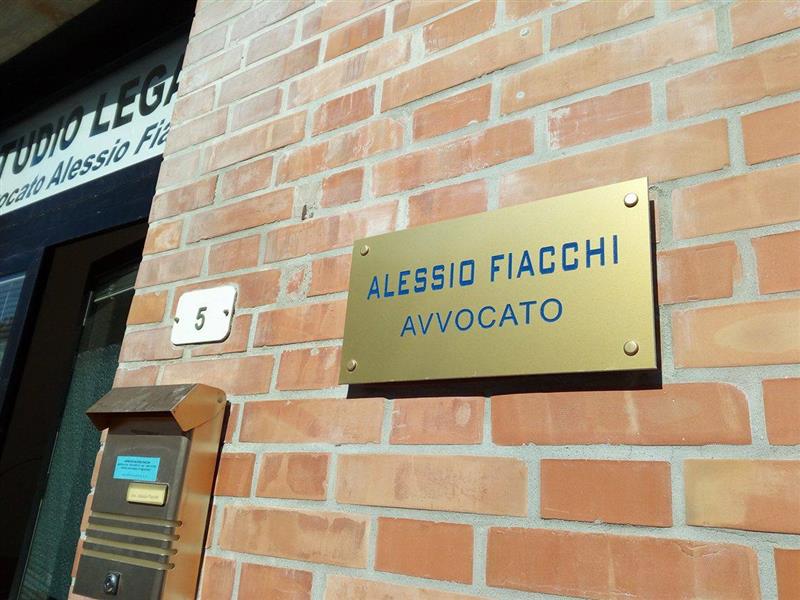 TUDIO LEGA
vocato Alessio Fia
ALESSIO FIACCHI
AVVOCATO
5